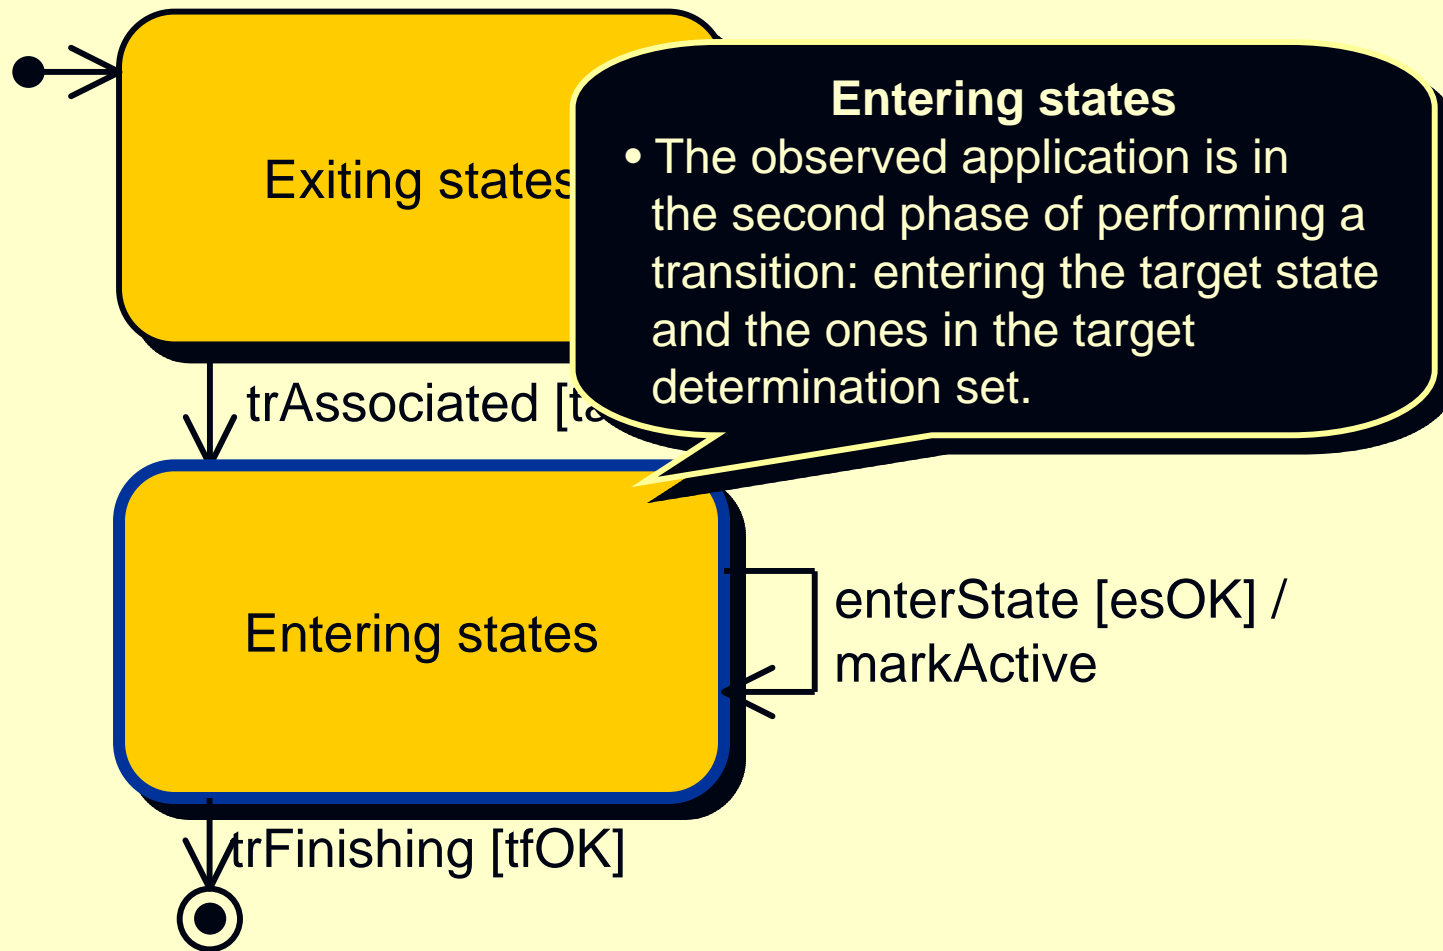 Entering states
• The observed application is in
the second phase of performing a
transition: entering the target state
and the ones in the target
determination set.
Exiting states
trAssociated
Entering states
enterState [esOK] /
markActive
trFinishing [tfOK]